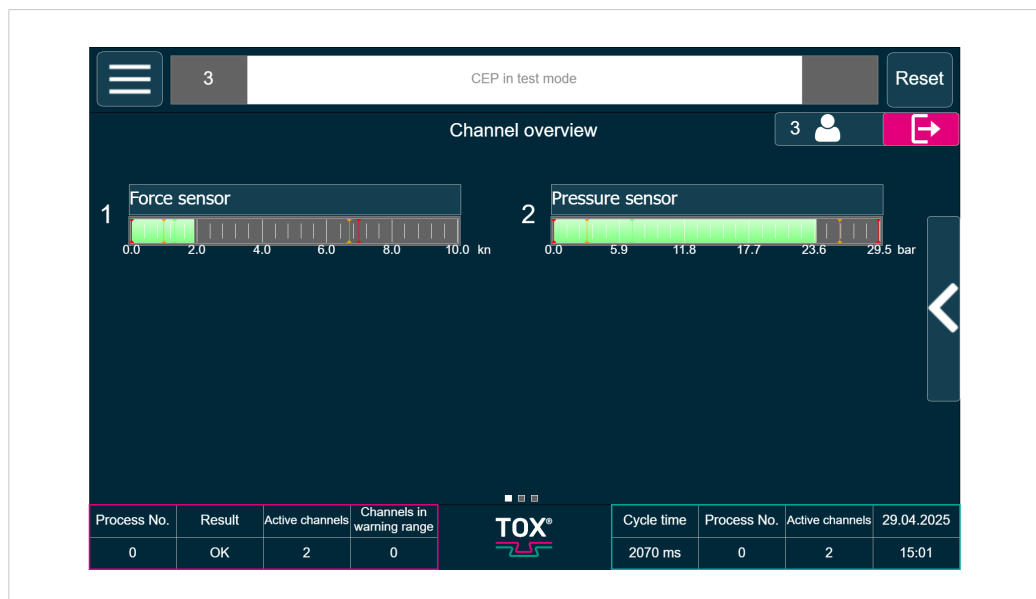 3
CEP in test mode
Reset
Channel overview
3
1
Force sensor
0.0 2.0 4.0 6.0 8.0 10.0 kn
2
Pressure sensor
0.0 5.9 11.8 17.7 23.6 29.5 bar
Process No. Result Active channels Channels in warning range
0 OK 2 0
TOX®
Cycle time Process No. Active channels 29.04.2025
2070 ms 0 2 15:01